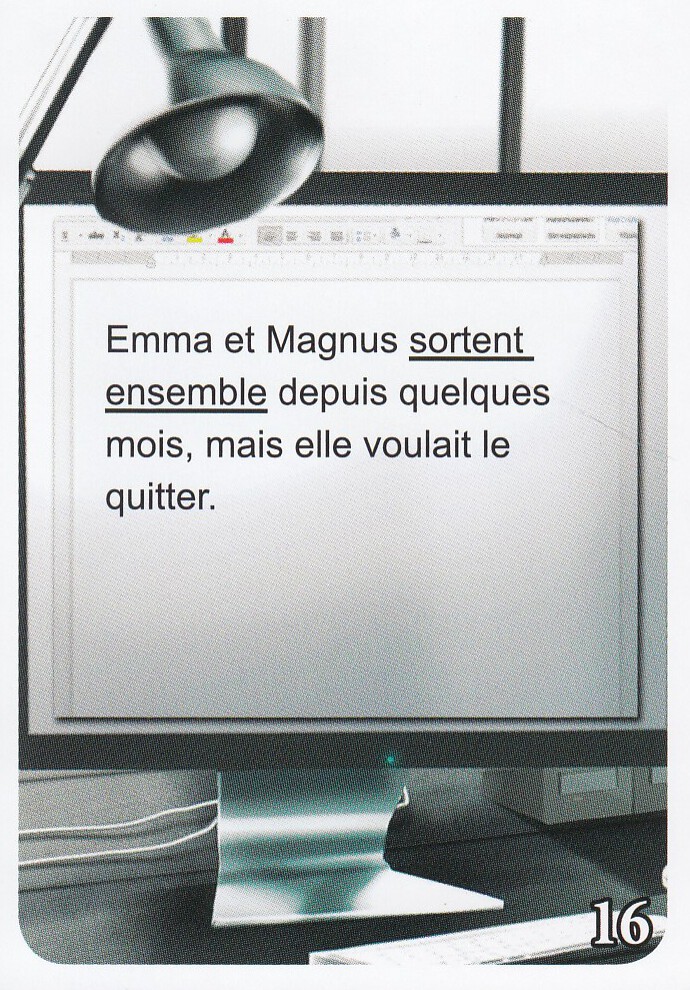 Emma et Magnus sortent
ensemble depuis quelques
mois, mais elle voulait le
quitter.
16